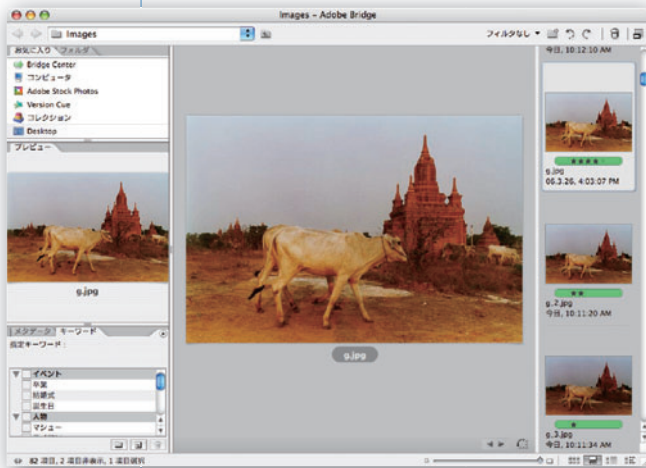 Images – Adobe Bridge
Images
フィルタなし
お気に入り フォルダ
Bridge Center
コンピュータ
Adobe Stock Photos
Version Cue
コレクション
Desktop
プレビュー
g.jpg
メタデータ キーワード
指定キーワード :
イベント
卒業
結婚式
誕生日
人物
マシュー
82 項目, 2 項目非表示, 1 項目選択
g.jpg
今日, 10:12:10 AM
g.jpg
06.3.26, 4:03:07 PM
g_2.jpg
今日, 10:11:20 AM
g_3.jpg
今日, 10:11:34 AM